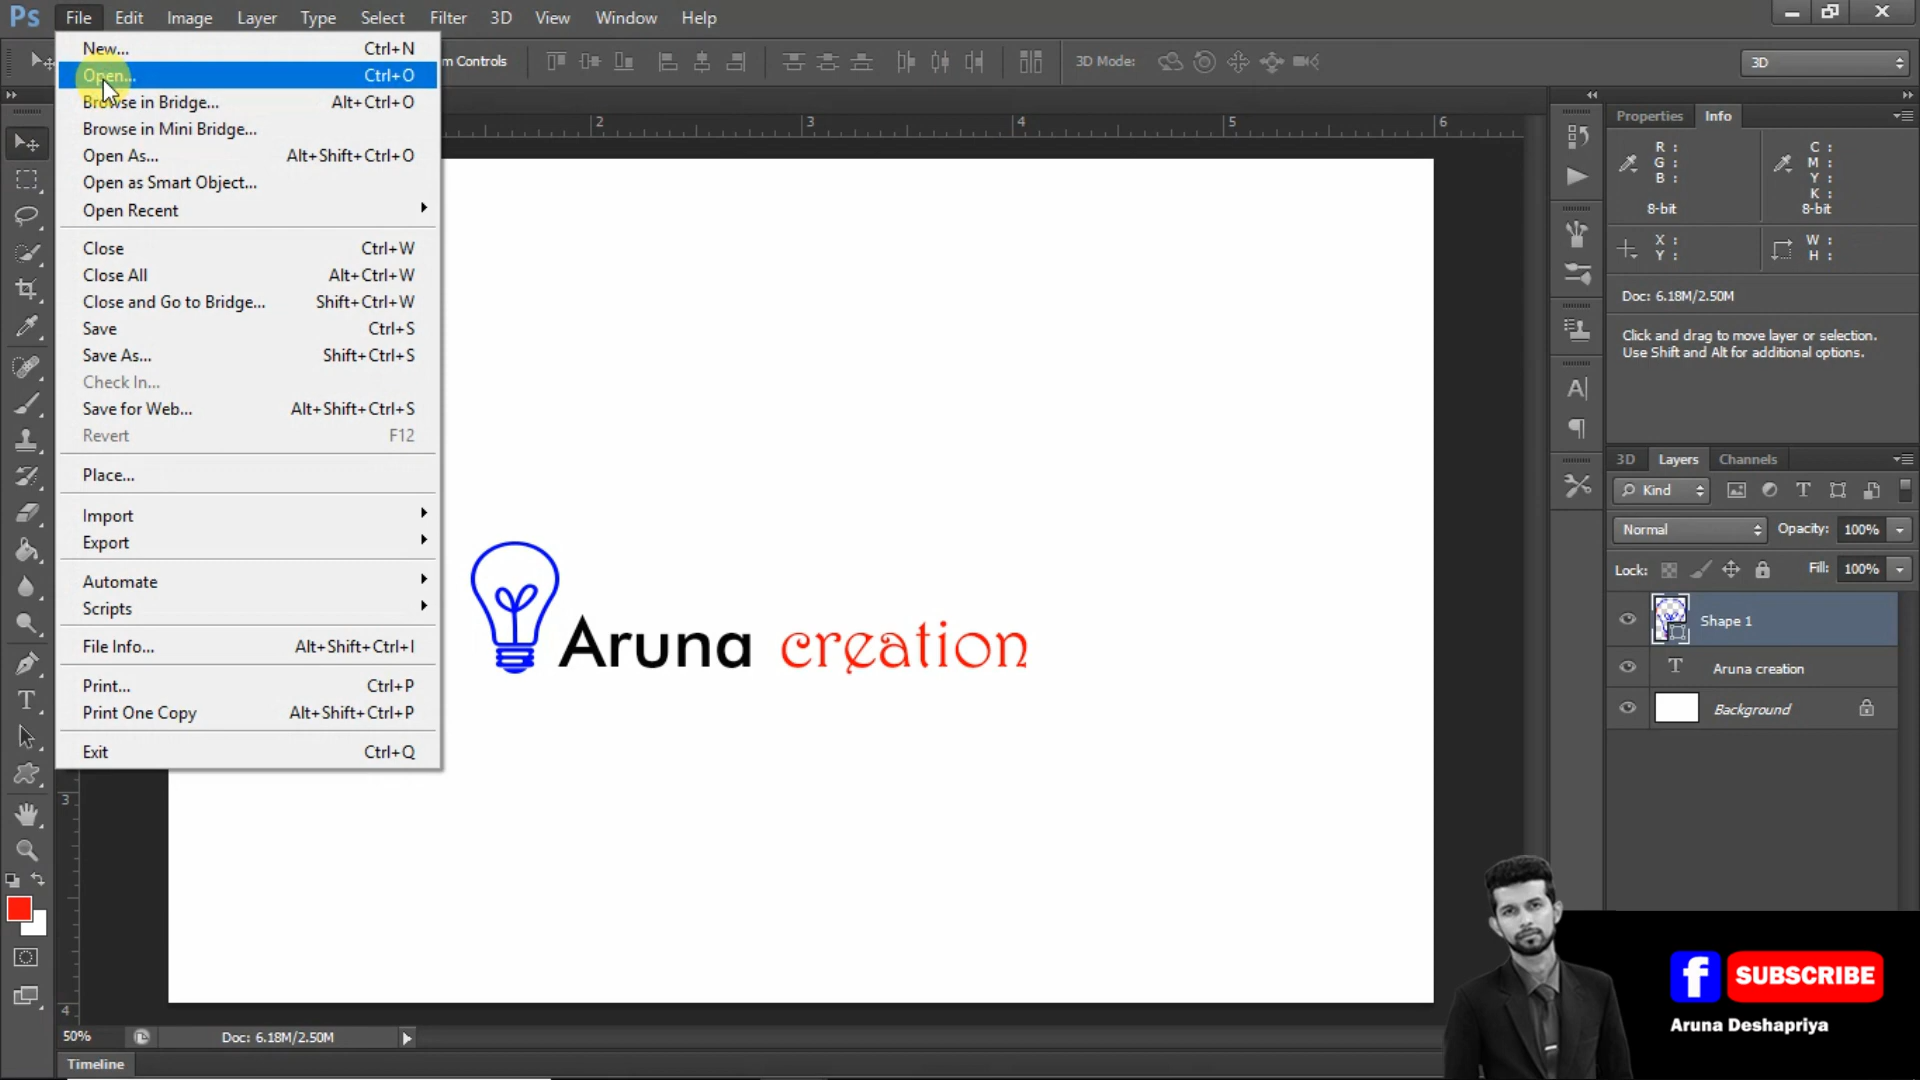 Ps File Edit Image Layer Type Select Filter 3D View Window Help
New... Ctrl+N
Open... Ctrl+O
Browse in Bridge... Alt+Ctrl+O
Browse in Mini Bridge...
Open As... Alt+Shift+Ctrl+O
Open as Smart Object...
Open Recent
Close Ctrl+W
Close All Alt+Ctrl+W
Close and Go to Bridge... Shift+Ctrl+W
Save Ctrl+S
Save As... Shift+Ctrl+S
Check In...
Save for Web... Alt+Shift+Ctrl+S
Revert F12
Place...
Import
Export
Automate
Scripts
File Info... Alt+Shift+Ctrl+I
Print... Ctrl+P
Print One Copy Alt+Shift+Ctrl+P
Exit Ctrl+Q
m Controls
3D Mode:
3D
2 3 4 5 6
Aruna creation
3
4
50% Doc: 6.18M/2.50M
Timeline
Properties Info
R :
G :
B :
8-bit
C :
M :
Y :
K :
8-bit
X :
Y :
W :
H :
Doc: 6.18M/2.50M
Click and drag to move layer or selection.
Use Shift and Alt for additional options.
3D Layers Channels
Kind
Normal Opacity: 100%
Lock: Fill: 100%
Shape 1
Aruna creation
Background
f SUBSCRIBE
Aruna Deshapriya